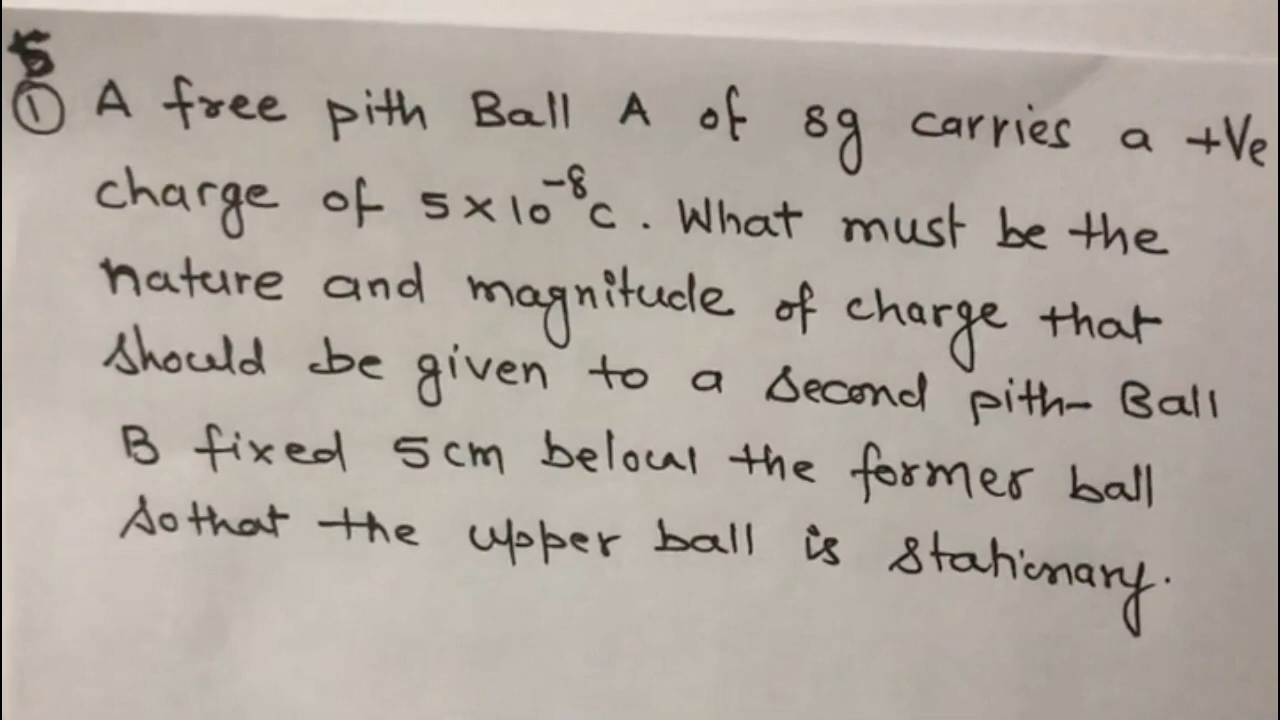 5
① A free pith Ball A of 8g carries a +Ve
charge of 5×10⁻⁸c. What must be the
nature and magnitude of charge that
should be given to a second pith- Ball
B fixed 5cm below the former ball
So that the upper ball is stationary.